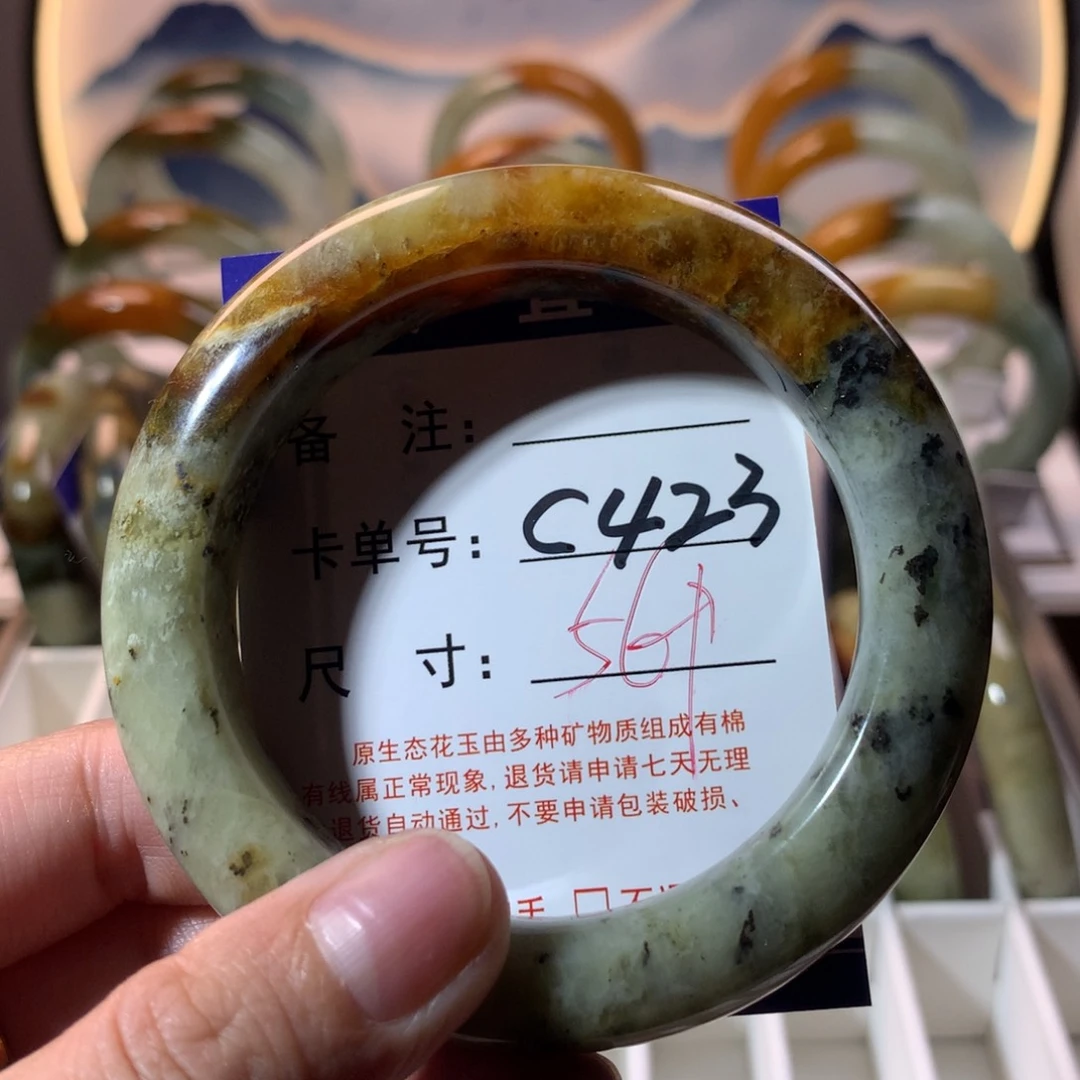 备 注:
卡单号: C423
尺 寸: 56
原生态花玉由多种矿物质组成有棉
有线属正常现象,退货请申请七天无理
退货自动通过,不要申请包装破损、
手 □不